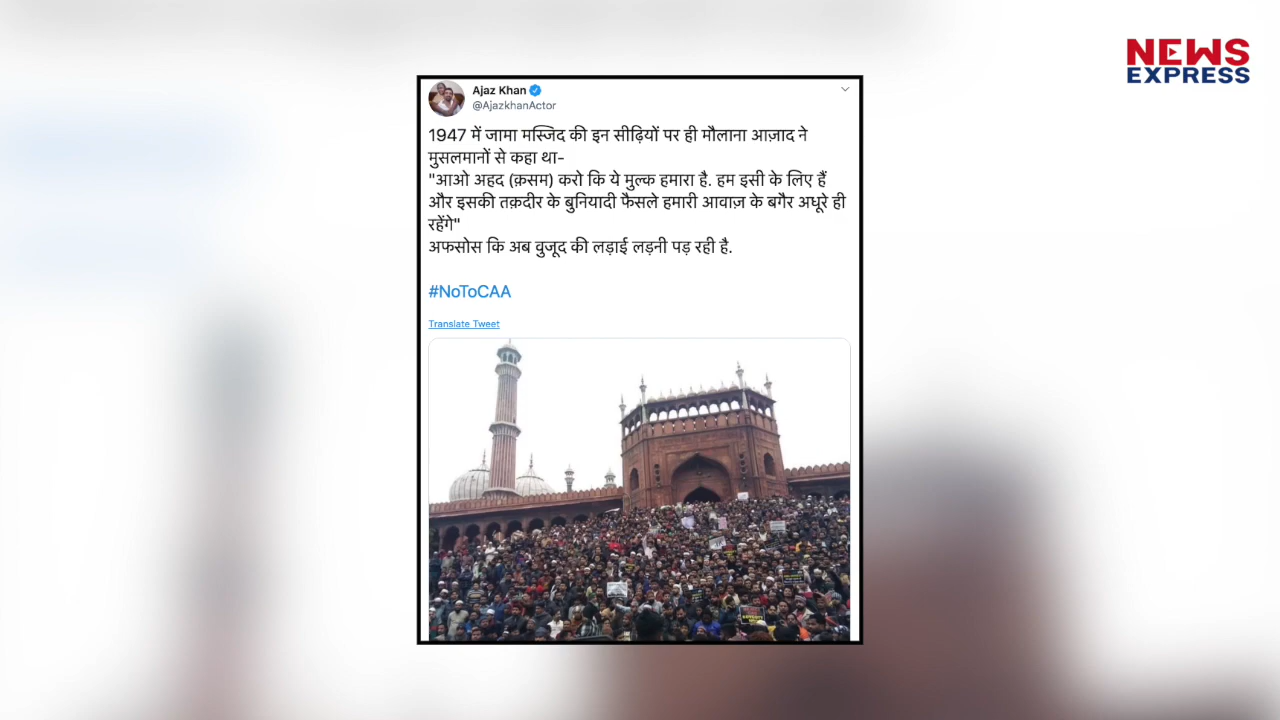 NEWS
EXPRESS
Ajaz Khan
@AjazkhanActor
1947 में जामा मस्जिद की इन सीढ़ियों पर ही मौलाना आज़ाद ने
मुसलमानों से कहा था-
"आओ अहद (क़सम) करो कि ये मुल्क हमारा है. हम इसी के लिए हैं
और इसकी तक़दीर के बुनियादी फैसले हमारी आवाज़ के बगैर अधूरे ही
रहेंगे"
अफसोस कि अब वुजूद की लड़ाई लड़नी पड़ रही है.
#NoToCAA
Translate Tweet